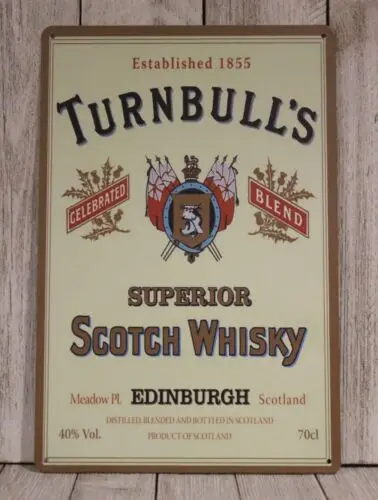 Established 1855
TURNBULL'S
CELEBRATED BLEND
SUPERIOR
SCOTCH WHISKY
Meadow Pl. EDINBURGH Scotland
DISTILLED, BLENDED AND BOTTLED IN SCOTLAND
40% Vol. PRODUCT OF SCOTLAND 70cl